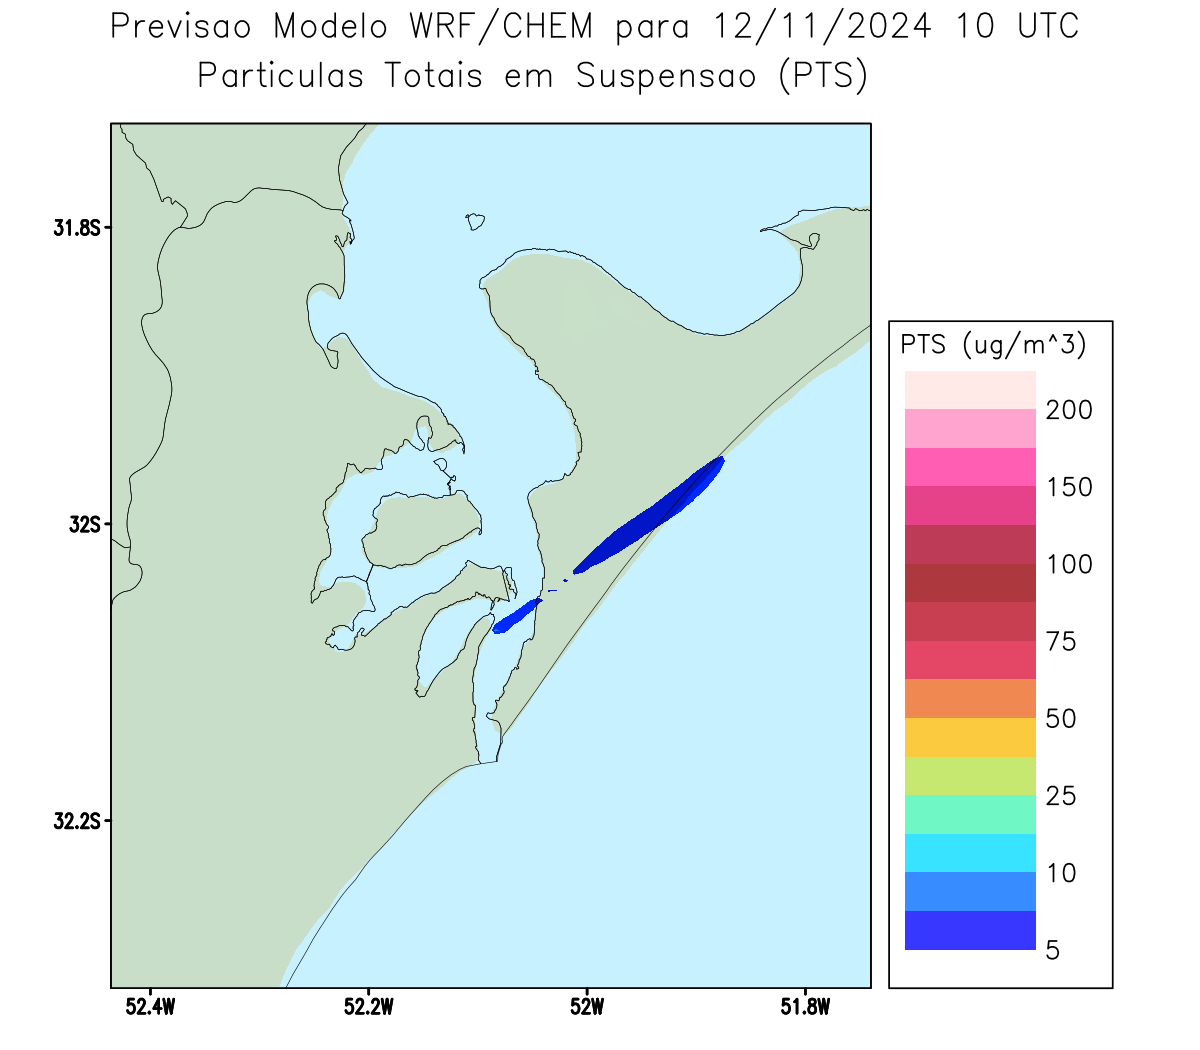 Previsao Modelo WRF/CHEM para 12/11/2024 10 UTC
Particulas Totais em Suspensao (PTS)
31.8S
32S
32.2S
52.4W
52.2W
52W
51.8W
PTS (ug/m^3)
200
150
100
75
50
25
10
5